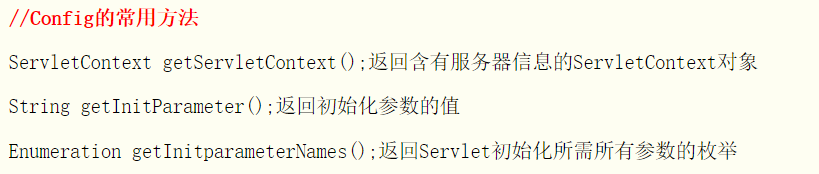 //Config的常用方法
ServletContext getServletContext();返回含有服务器信息的ServletContext对象
String getInitParameter();返回初始化参数的值
Enumeration getInitparameterNames();返回Servlet初始化所需所有参数的枚举